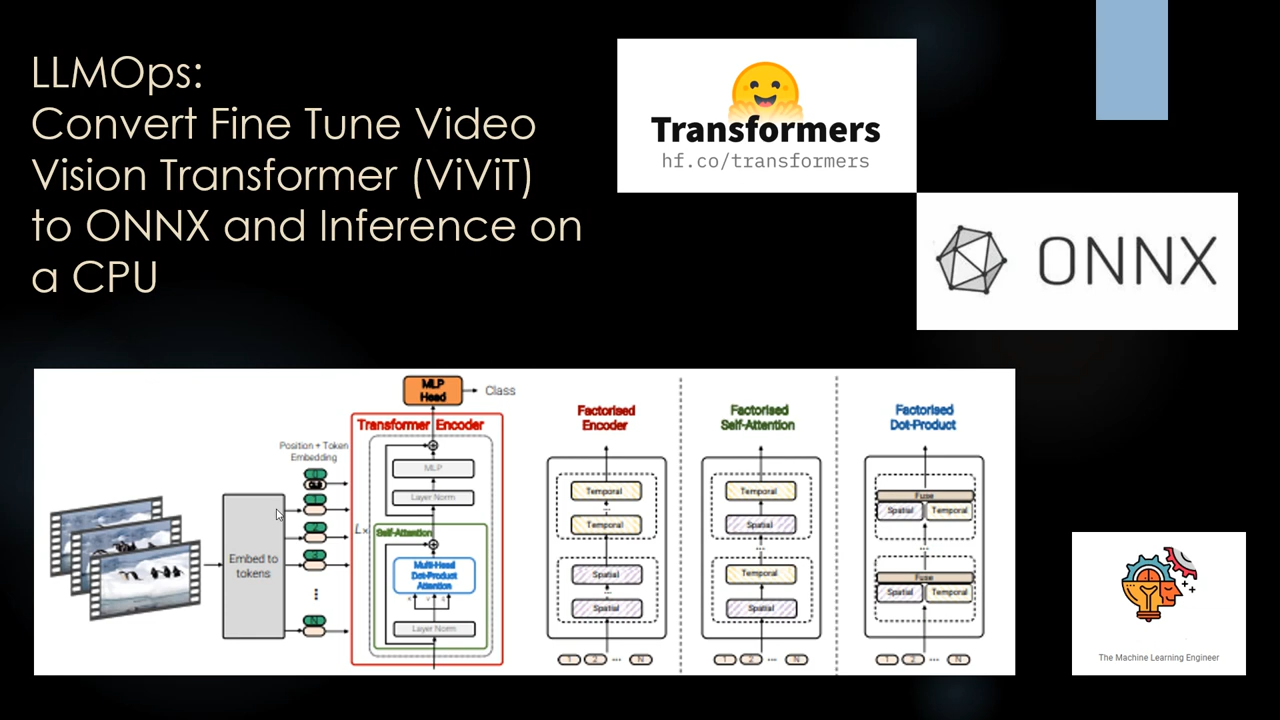 LLMOps:
Convert Fine Tune Video
Vision Transformer (ViViT)
to ONNX and Inference on
a CPU
Transformers
hf.co/transformers
ONNX
MLP
Head
Class
Transformer Encoder
Position + Token
Embedding
MLP
Layer Norm
L×
Self-Attention
Multi-Head
Dot-Product
Attention
Layer Norm
Embed to
tokens
1
2
3
N
Factorised
Encoder
Temporal
...
Temporal
Spatial
...
Spatial
1 2 ... N
Factorised
Self-Attention
Temporal
Spatial
...
Temporal
Spatial
1 2 ... N
Factorised
Dot-Product
Fuse
Spatial Temporal
...
Fuse
Spatial Temporal
1 2 ... N
The Machine Learning Engineer